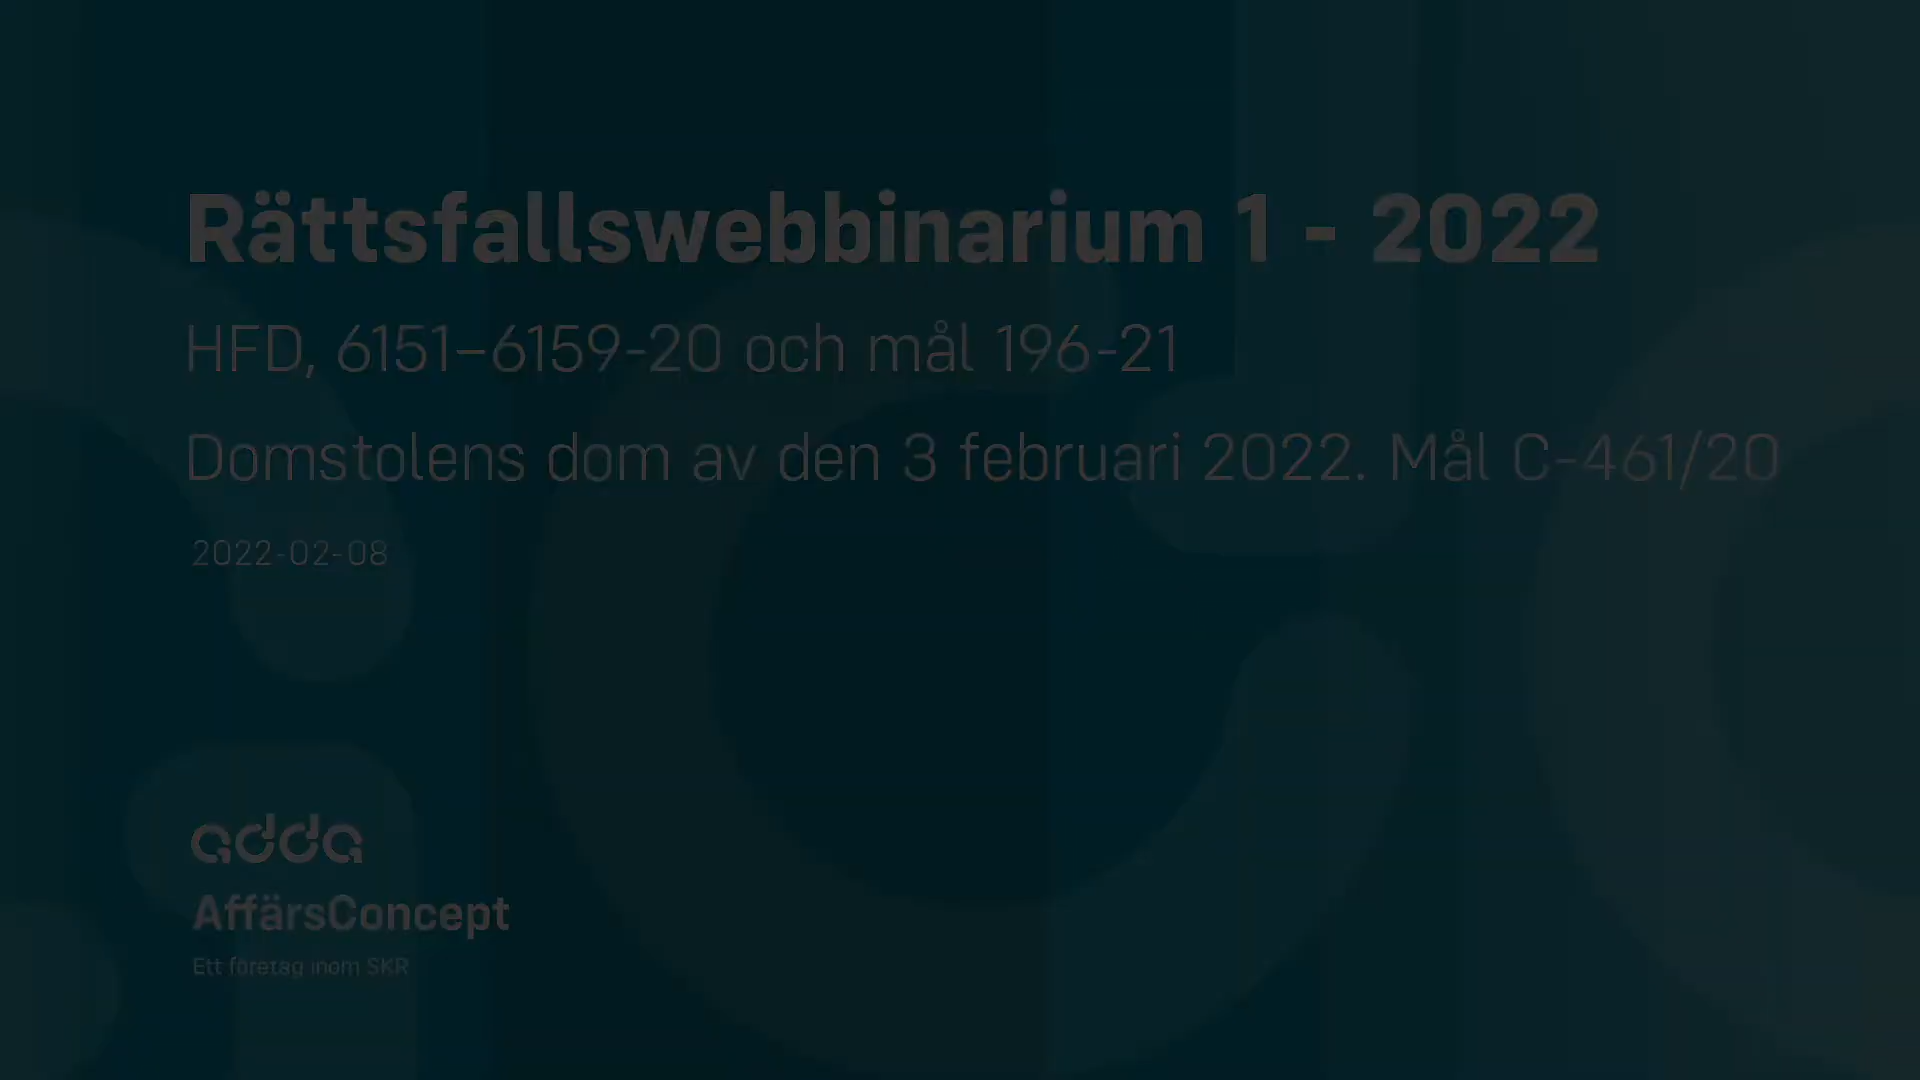 Rättsfallswebbinarium 1 - 2022
HFD, 6151–6159-20 och mål 196-21
Domstolens dom av den 3 februari 2022. Mål C-461/20
2022-02-08
adda
AffärsConcept
Ett företag inom SKR